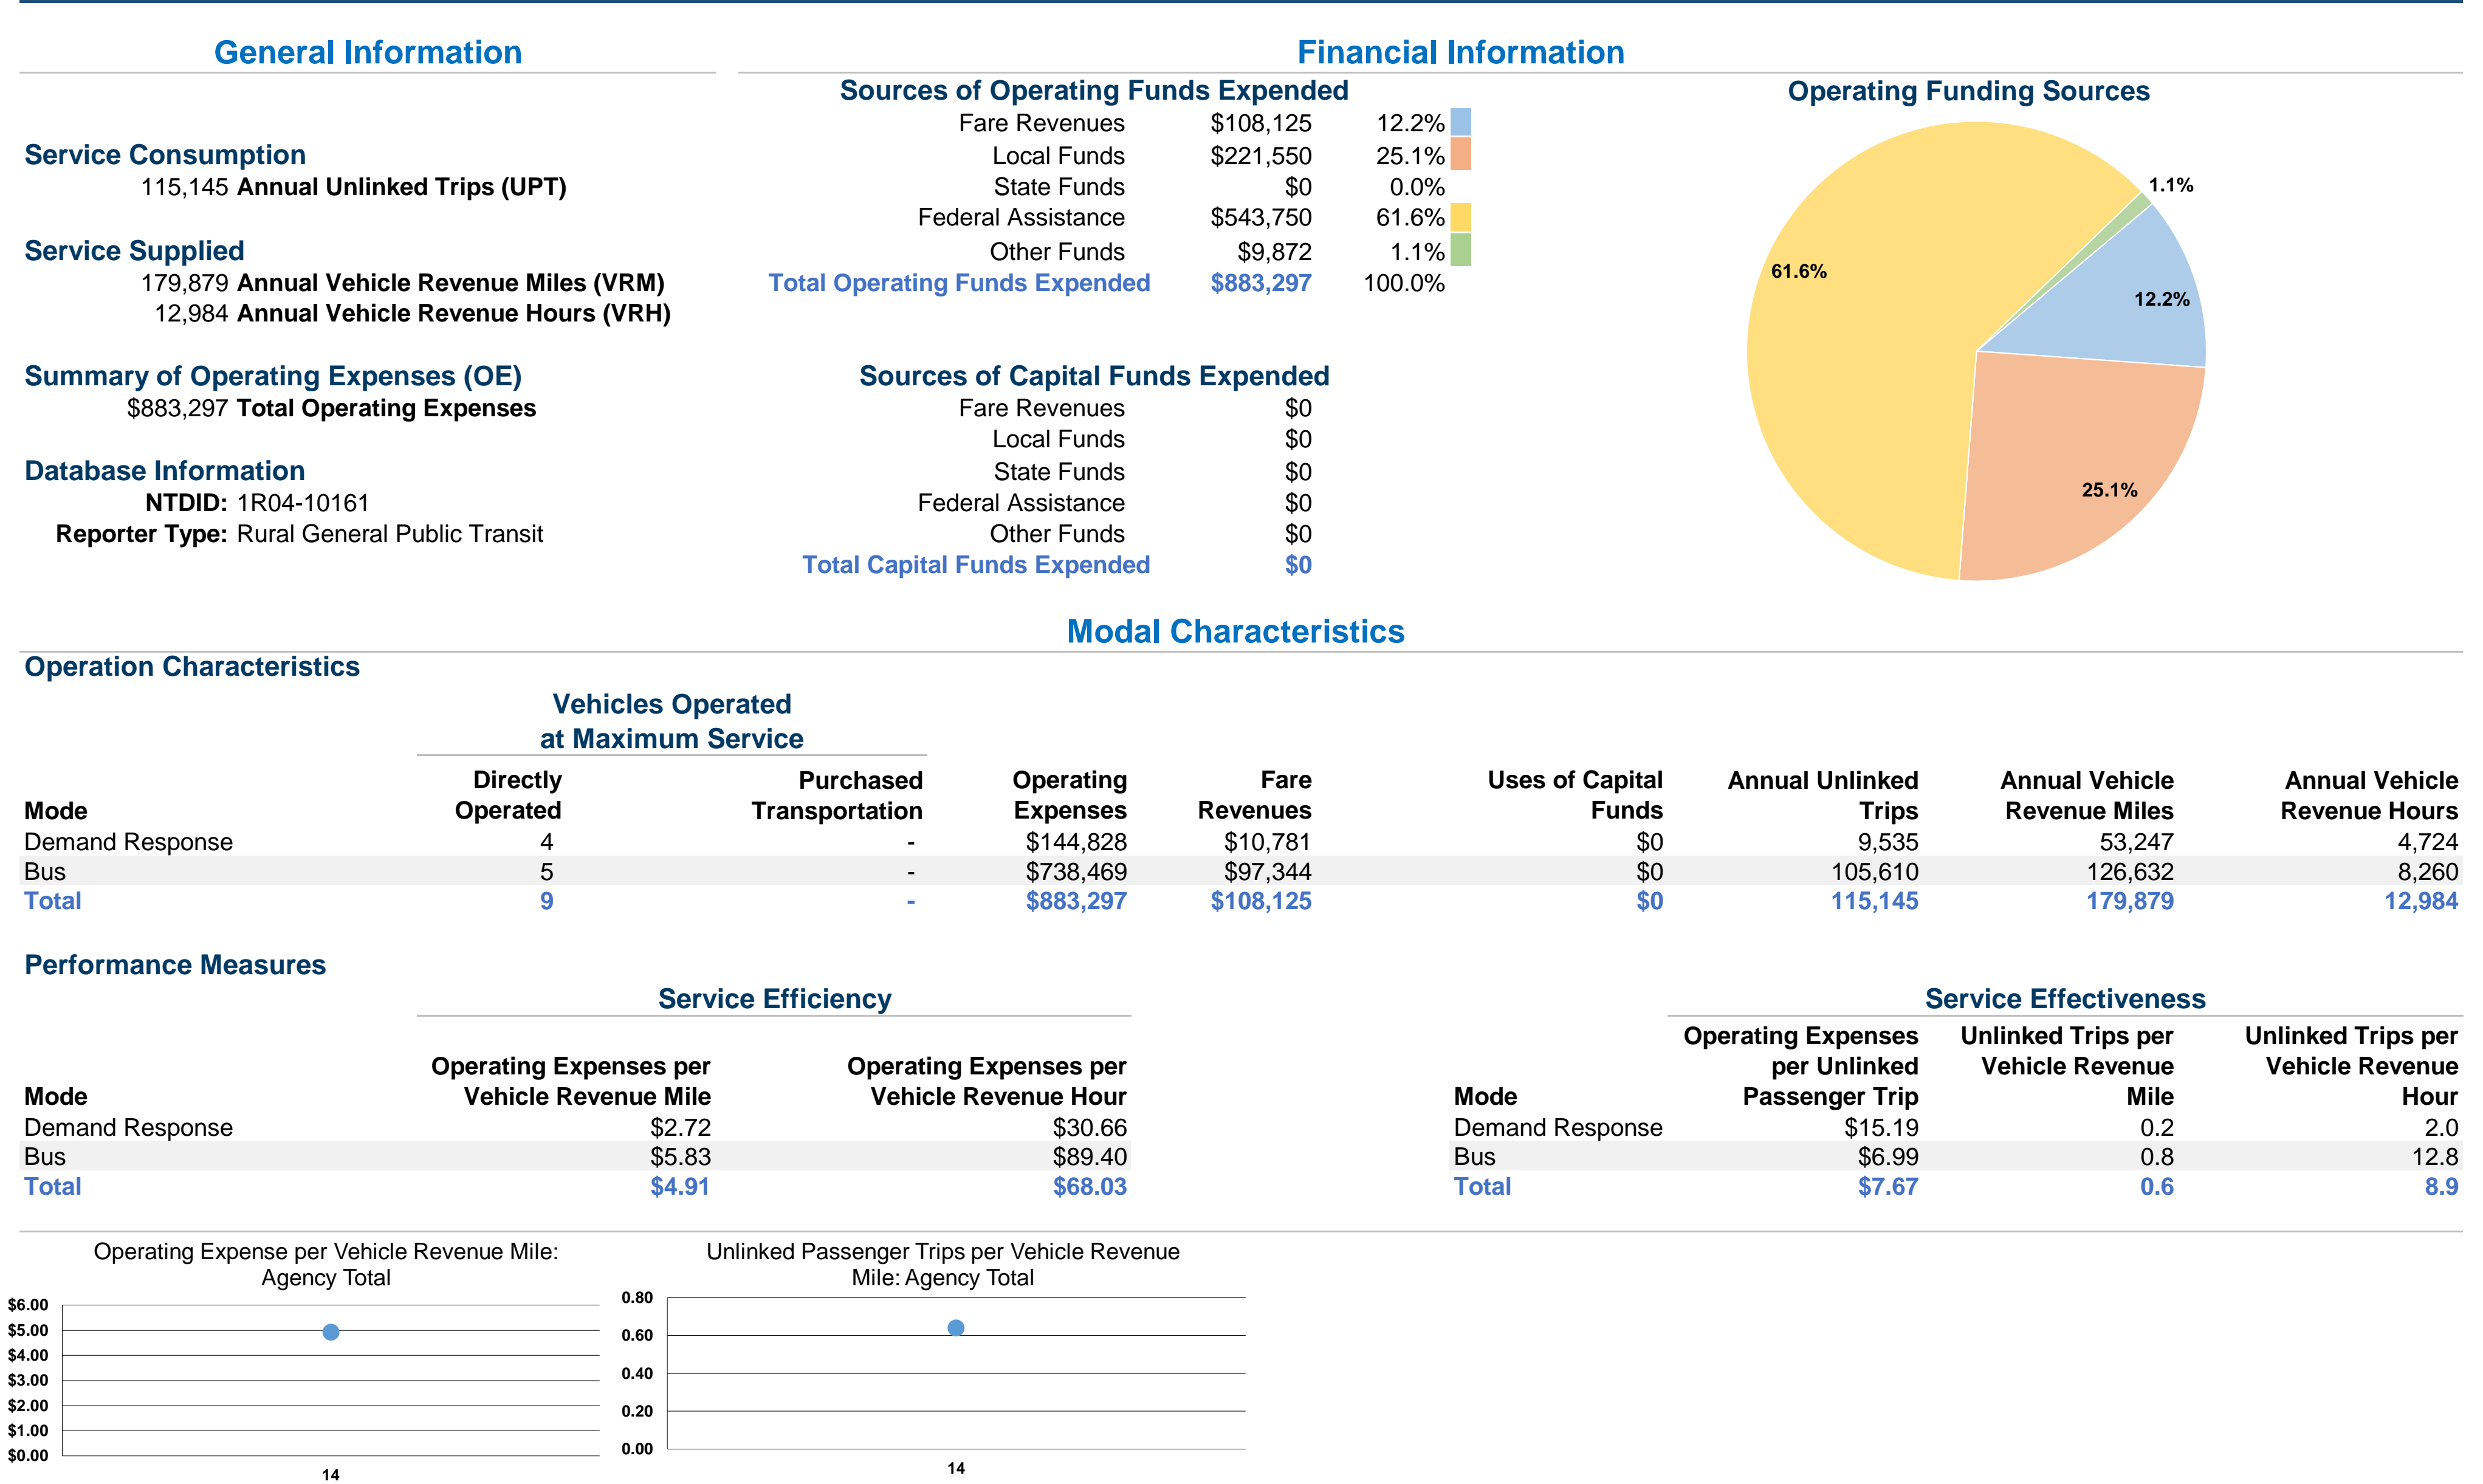 General Information
Service Consumption
115,145 Annual Unlinked Trips (UPT)
Service Supplied
179,879 Annual Vehicle Revenue Miles (VRM)
12,984 Annual Vehicle Revenue Hours (VRH)
Summary of Operating Expenses (OE)
$883,297 Total Operating Expenses
Database Information
NTDID: 1R04-10161
Reporter Type: Rural General Public Transit
Financial Information
Sources of Operating Funds Expended
Fare Revenues $108,125 12.2%
Local Funds $221,550 25.1%
State Funds $0 0.0%
Federal Assistance $543,750 61.6%
Other Funds $9,872 1.1%
Total Operating Funds Expended $883,297 100.0%
Sources of Capital Funds Expended
Fare Revenues $0
Local Funds $0
State Funds $0
Federal Assistance $0
Other Funds $0
Total Capital Funds Expended $0
Operating Funding Sources
1.1%
61.6%
12.2%
25.1%
Modal Characteristics
Operation Characteristics
Vehicles Operated
at Maximum Service
Directly Purchased Operating Fare Uses of Capital Annual Unlinked Annual Vehicle Annual Vehicle
Mode Operated Transportation Expenses Revenues Funds Trips Revenue Miles Revenue Hours
Demand Response 4 - $144,828 $10,781 $0 9,535 53,247 4,724
Bus 5 - $738,469 $97,344 $0 105,610 126,632 8,260
Total 9 - $883,297 $108,125 $0 115,145 179,879 12,984
Performance Measures
Service Efficiency
Operating Expenses per Operating Expenses per
Mode Vehicle Revenue Mile Vehicle Revenue Hour
Demand Response $2.72 $30.66
Bus $5.83 $89.40
Total $4.91 $68.03
Service Effectiveness
Operating Expenses Unlinked Trips per Unlinked Trips per
per Unlinked Vehicle Revenue Vehicle Revenue
Mode Passenger Trip Mile Hour
Demand Response $15.19 0.2 2.0
Bus $6.99 0.8 12.8
Total $7.67 0.6 8.9
Operating Expense per Vehicle Revenue Mile:
Agency Total
$6.00
$5.00
$4.00
$3.00
$2.00
$1.00
$0.00
14
Unlinked Passenger Trips per Vehicle Revenue
Mile: Agency Total
0.80
0.60
0.40
0.20
0.00
14